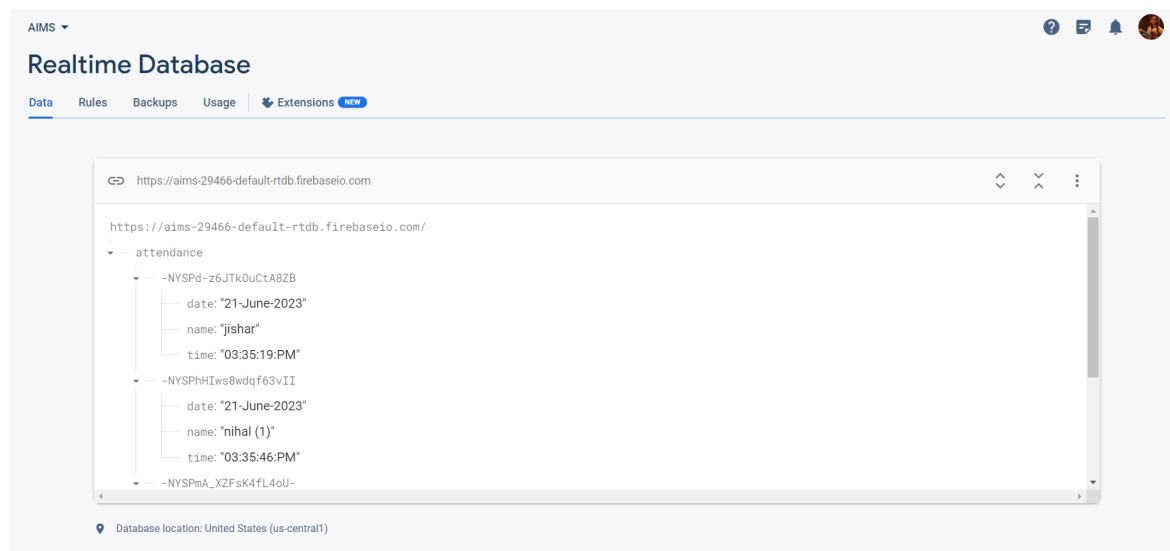 AIMS
Realtime Database
Data Rules Backups Usage Extensions NEW
https://aims-29466-default-rtdb.firebaseio.com
https://aims-29466-default-rtdb.firebaseio.com/
attendance
-NYSPd-z6JTkOuCtA8ZB
date: "21-June-2023"
name: "jishar"
time: "03:35:19:PM"
-NYSPhHIws8wdqf63vII
date: "21-June-2023"
name: "nihal (1)"
time: "03:35:46:PM"
-NYSPmA_XZFsK4fL4oU-
Database location: United States (us-central1)